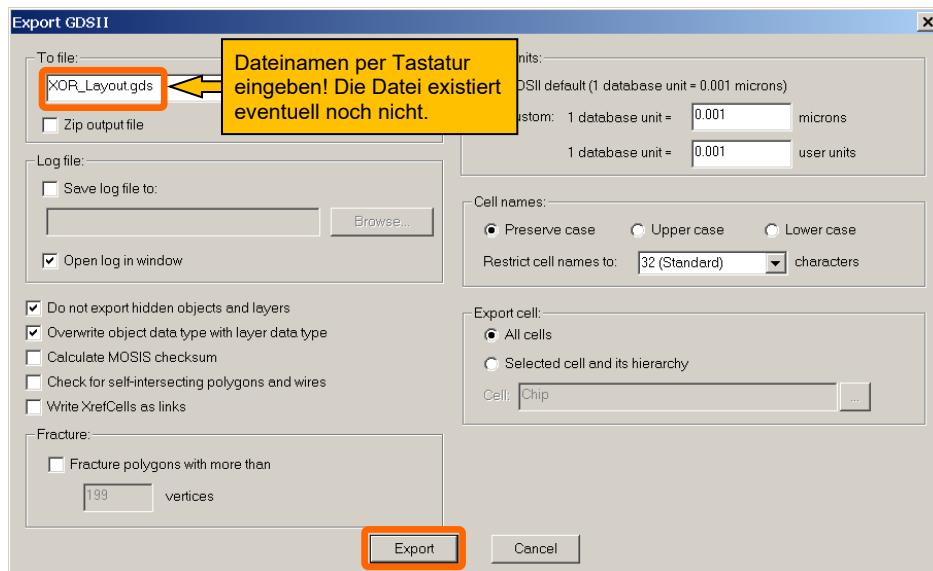 Export GDSII
To file:
XOR_Layout.gds
Zip output file
Dateinamen per Tastatur
eingeben! Die Datei existiert
eventuell noch nicht.
Log file:
Save log file to:
Browse...
Open log in window
Do not export hidden objects and layers
Overwrite object data type with layer data type
Calculate MOSIS checksum
Check for self-intersecting polygons and wires
Write XrefCells as links
Fracture:
Fracture polygons with more than
199 vertices
nits:
DSII default (1 database unit = 0.001 microns)
ustom: 1 database unit = 0.001 microns
1 database unit = 0.001 user units
Cell names:
Preserve case Upper case Lower case
Restrict cell names to: 32 (Standard) characters
Export cell:
All cells
Selected cell and its hierarchy
Cell: Chip ...
Export Cancel